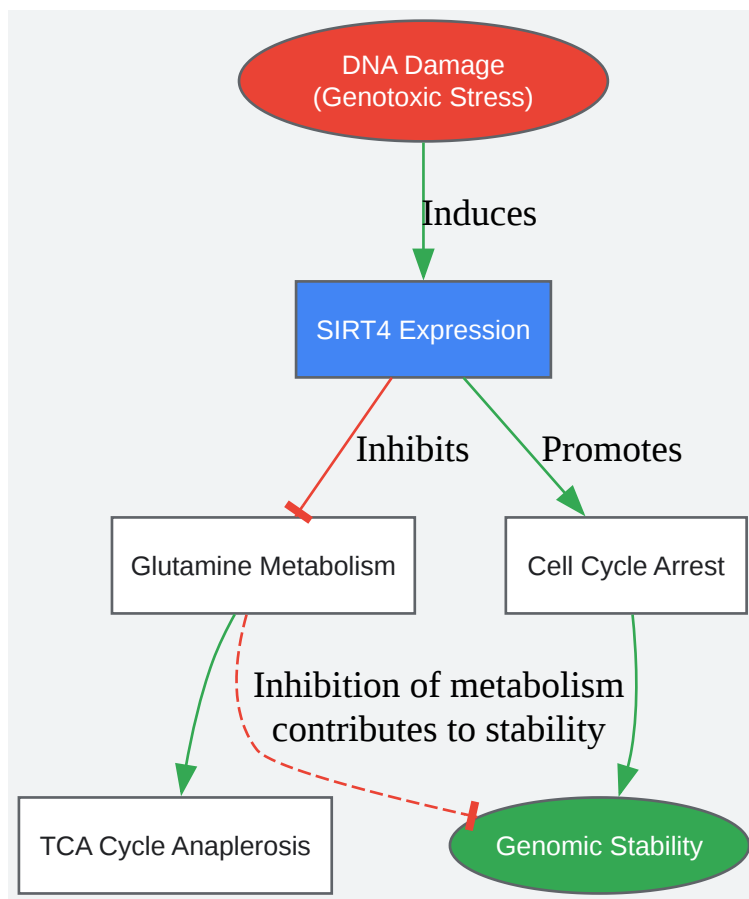 DNA Damage
(Genotoxic Stress)
Induces
SIRT4 Expression
Inhibits
Promotes
Glutamine Metabolism
Cell Cycle Arrest
Inhibition of metabolism
contributes to stability
TCA Cycle Anaplerosis
Genomic Stability